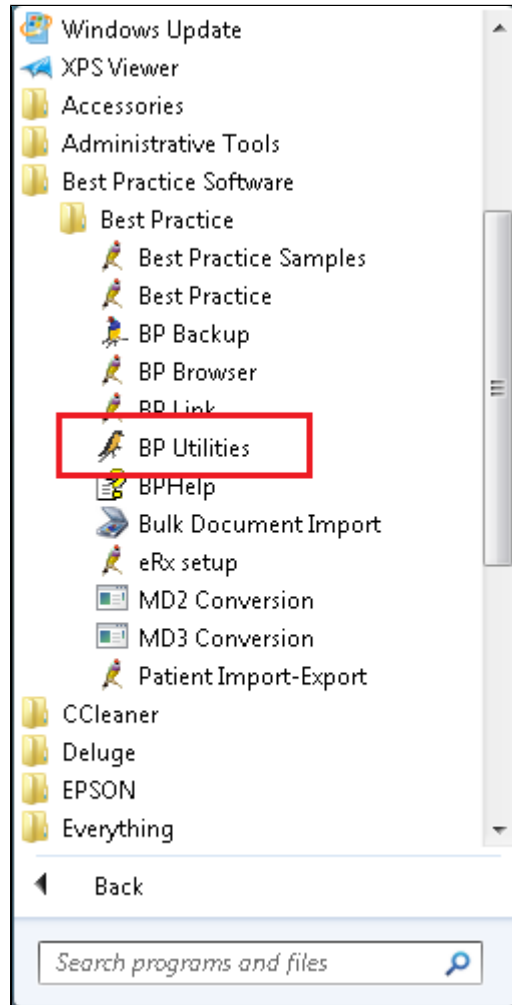 Windows Update
XPS Viewer
Accessories
Administrative Tools
Best Practice Software
Best Practice
Best Practice Samples
Best Practice
BP Backup
BP Browser
BP Link
BP Utilities
BPHelp
Bulk Document Import
eRx setup
MD2 Conversion
MD3 Conversion
Patient Import-Export
CCleaner
Deluge
EPSON
Everything
Back
Search programs and files